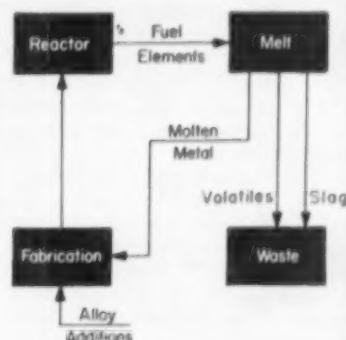 Reactor
Fuel
Elements
Melt
Molten
Metal
Volatiles
Slag
Fabrication
Waste
Alloy
Additions